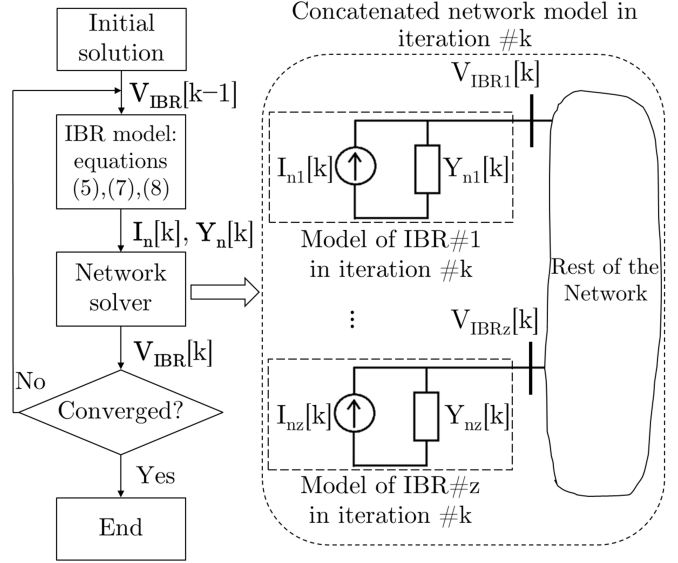 Initial
solution
V_IBR[k−1]
IBR model:
equations
(5),(7),(8)
I_n[k], Y_n[k]
Network
solver
V_IBR[k]
No
Converged?
Yes
End
Concatenated network model in
iteration #k
V_IBR1[k]
I_n1[k]
Y_n1[k]
Model of IBR#1
in iteration #k
Rest of the
Network
⋮
V_IBRz[k]
I_nz[k]
Y_nz[k]
Model of IBR#z
in iteration #k